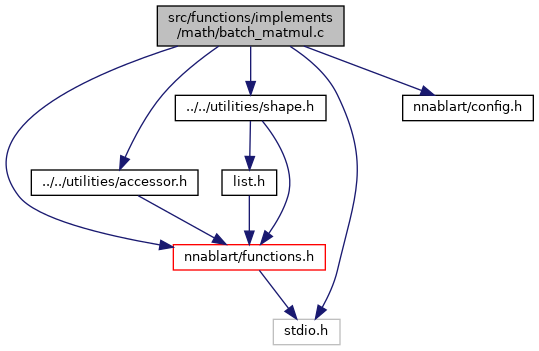 src/functions/implements
/math/batch_matmul.c
../../utilities/shape.h
nnablart/config.h
../../utilities/accessor.h
list.h
nnablart/functions.h
stdio.h